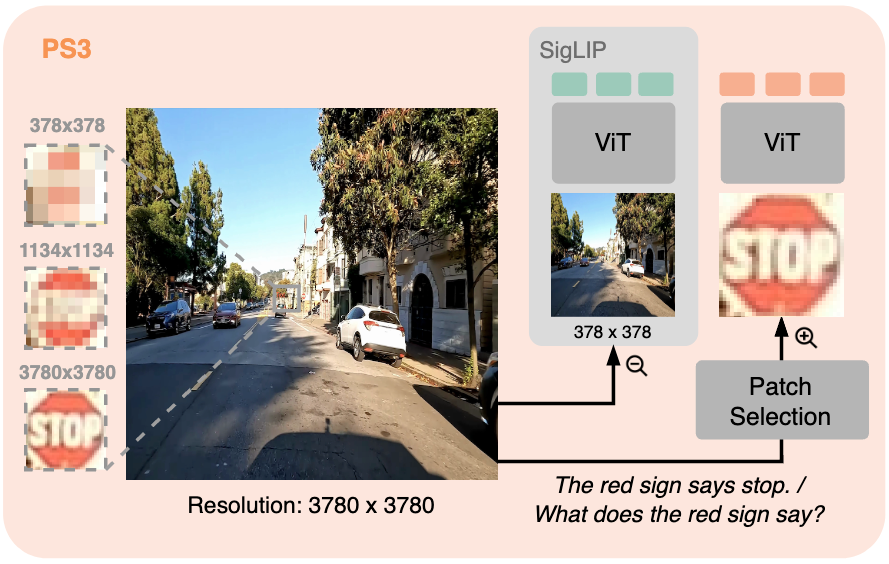 PS3
378x378
1134x1134
3780x3780
STOP
Resolution: 3780 x 3780
SigLIP
ViT
378 x 378
ViT
STOP
Patch
Selection
The red sign says stop. /
What does the red sign say?